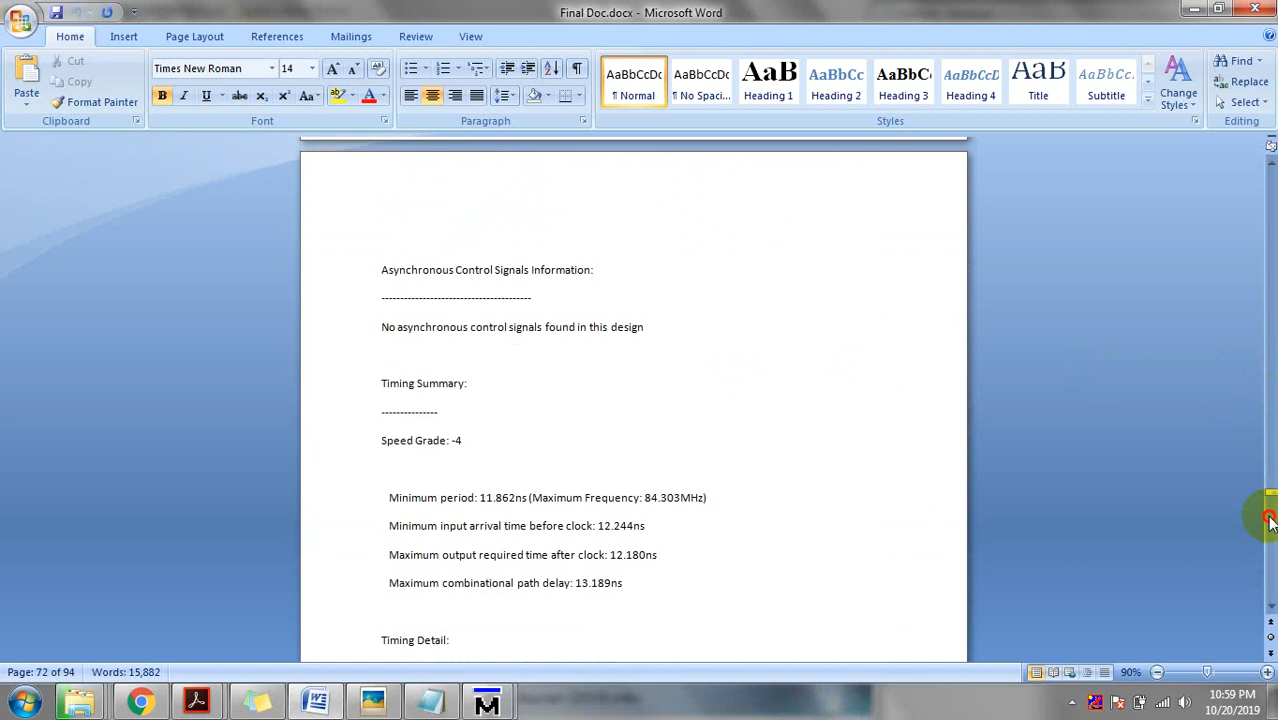 Final Doc.docx - Microsoft Word
Home Insert Page Layout References Mailings Review View
Paste
Cut
Copy
Format Painter
Clipboard
Times New Roman 14
B I U abc x₂ x² Aa A
Font
Paragraph
AaBbCcDc AaBbCcDc AaB AaBbCc AaBbCc AaBbCcD AaB AaBbCc.
¶ Normal ¶ No Spaci... Heading 1 Heading 2 Heading 3 Heading 4 Title Subtitle
Change Styles
Styles
Find
Replace
Select
Editing
Asynchronous Control Signals Information:
----------------------------------------
No asynchronous control signals found in this design
Timing Summary:
---------------
Speed Grade: -4
Minimum period: 11.862ns (Maximum Frequency: 84.303MHz)
Minimum input arrival time before clock: 12.244ns
Maximum output required time after clock: 12.180ns
Maximum combinational path delay: 13.189ns
Timing Detail:
Page: 72 of 94 Words: 15,882 90%
10:59 PM
10/20/2019